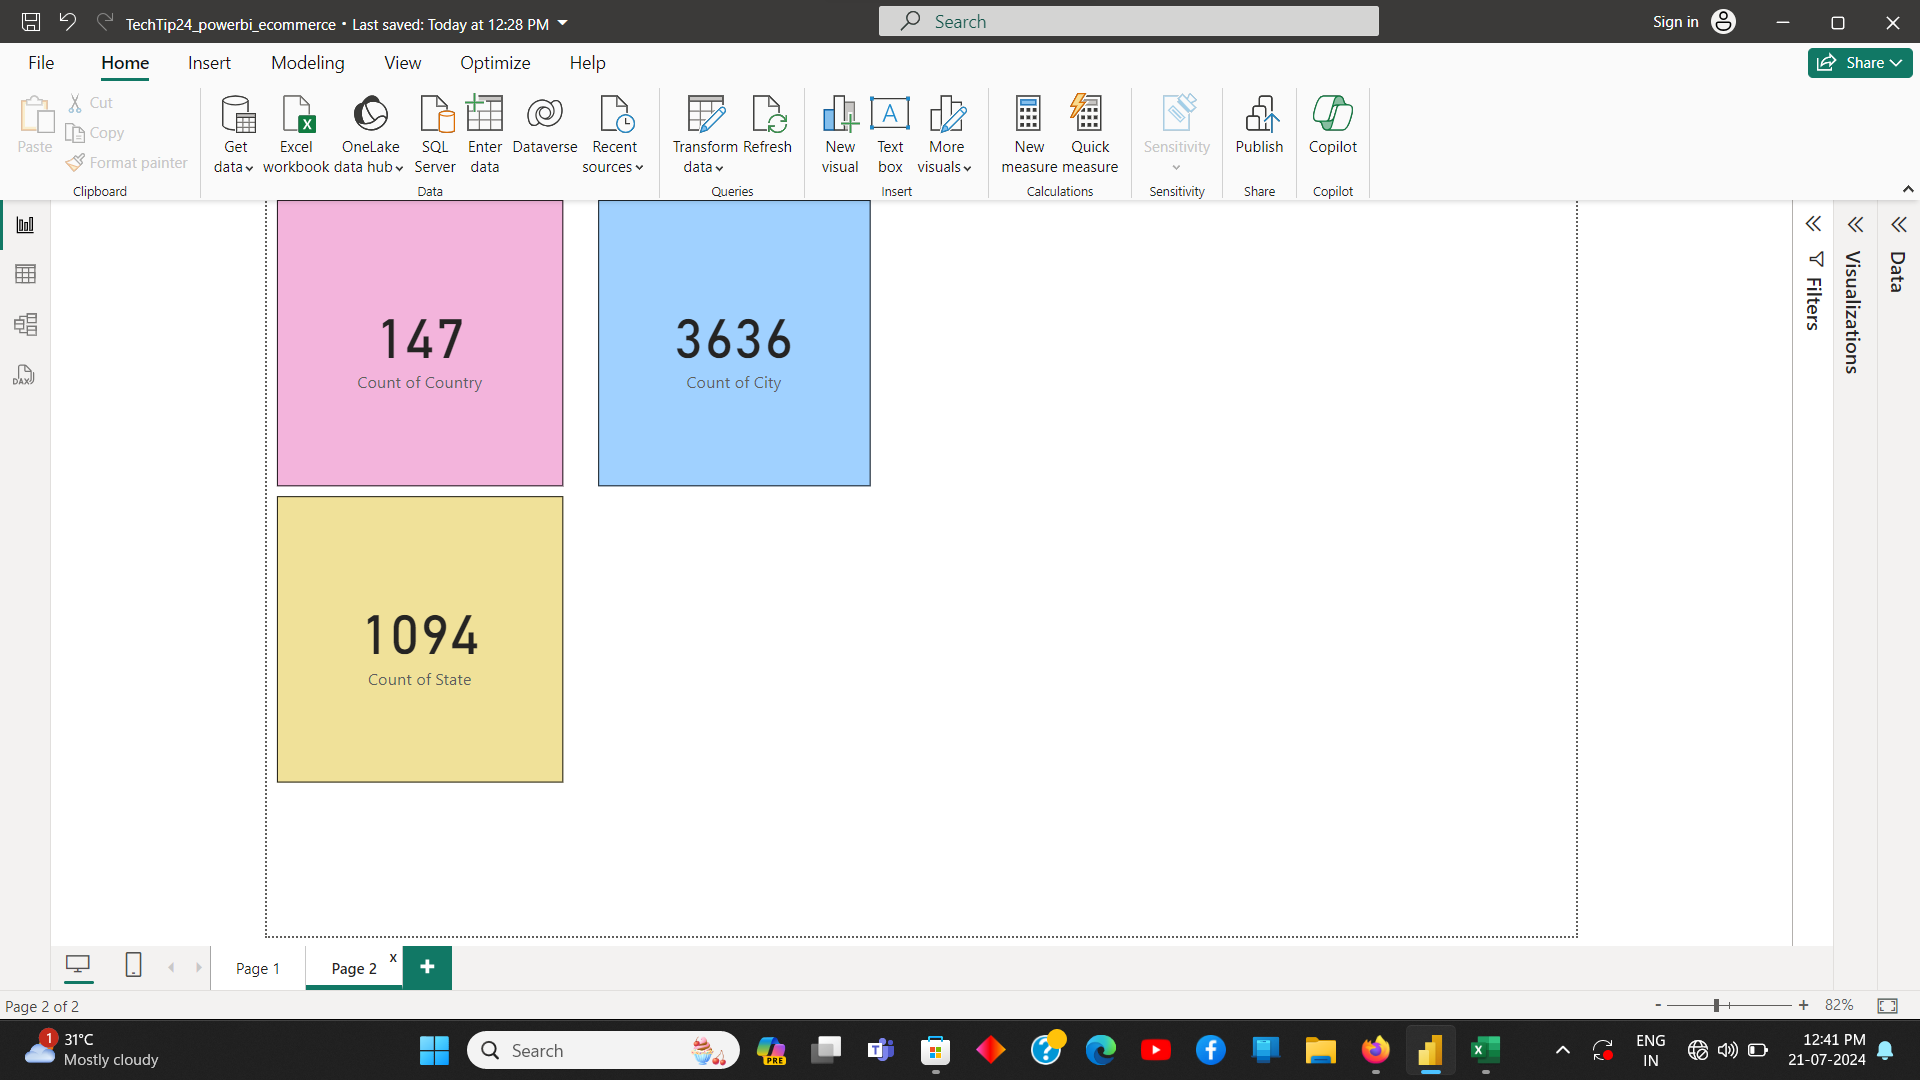 TechTip24_powerbi_ecommerce • Last saved: Today at 12:28 PM
Search
Sign in
File Home Insert Modeling View Optimize Help
Share
Paste
Cut
Copy
Format painter
Clipboard
Get data
Excel workbook
OneLake data hub
SQL Server
Enter data
Dataverse
Recent sources
Data
Transform data
Refresh
Queries
New visual
Text box
More visuals
Insert
New measure
Quick measure
Calculations
Sensitivity
Sensitivity
Publish
Share
Copilot
Copilot
DAX
147
Count of Country
3636
Count of City
1094
Count of State
Filters
Visualizations
Data
Page 1
Page 2
x
+
Page 2 of 2
- + 82%
1
31°C
Mostly cloudy
Search
PRE
ENG
IN
12:41 PM
21-07-2024